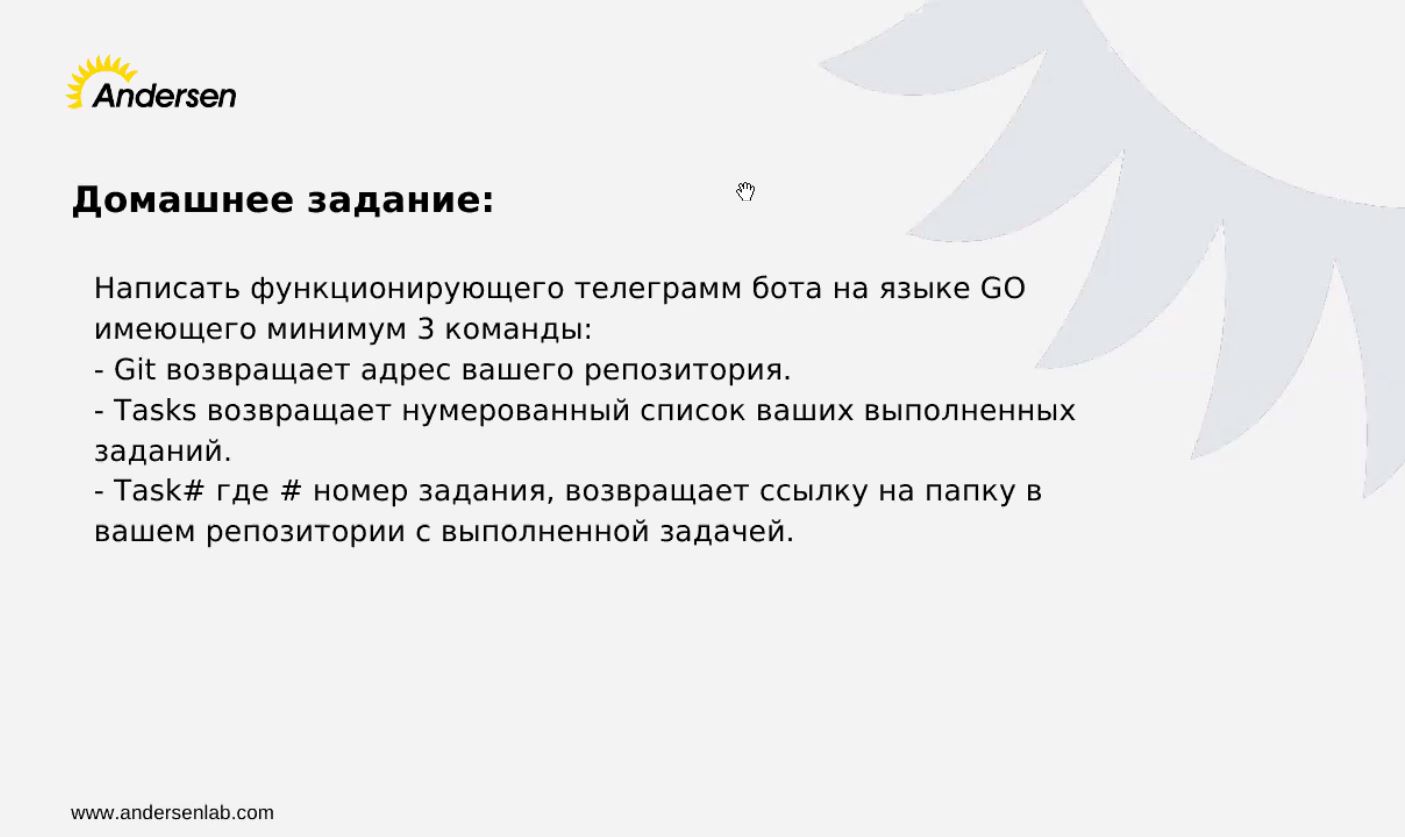 Andersen
Домашнее задание:
Написать функционирующего телеграмм бота на языке GO
имеющего минимум 3 команды:
- Git возвращает адрес вашего репозитория.
- Tasks возвращает нумерованный список ваших выполненных
заданий.
- Task# где # номер задания, возвращает ссылку на папку в
вашем репозитории с выполненной задачей.
www.andersenlab.com